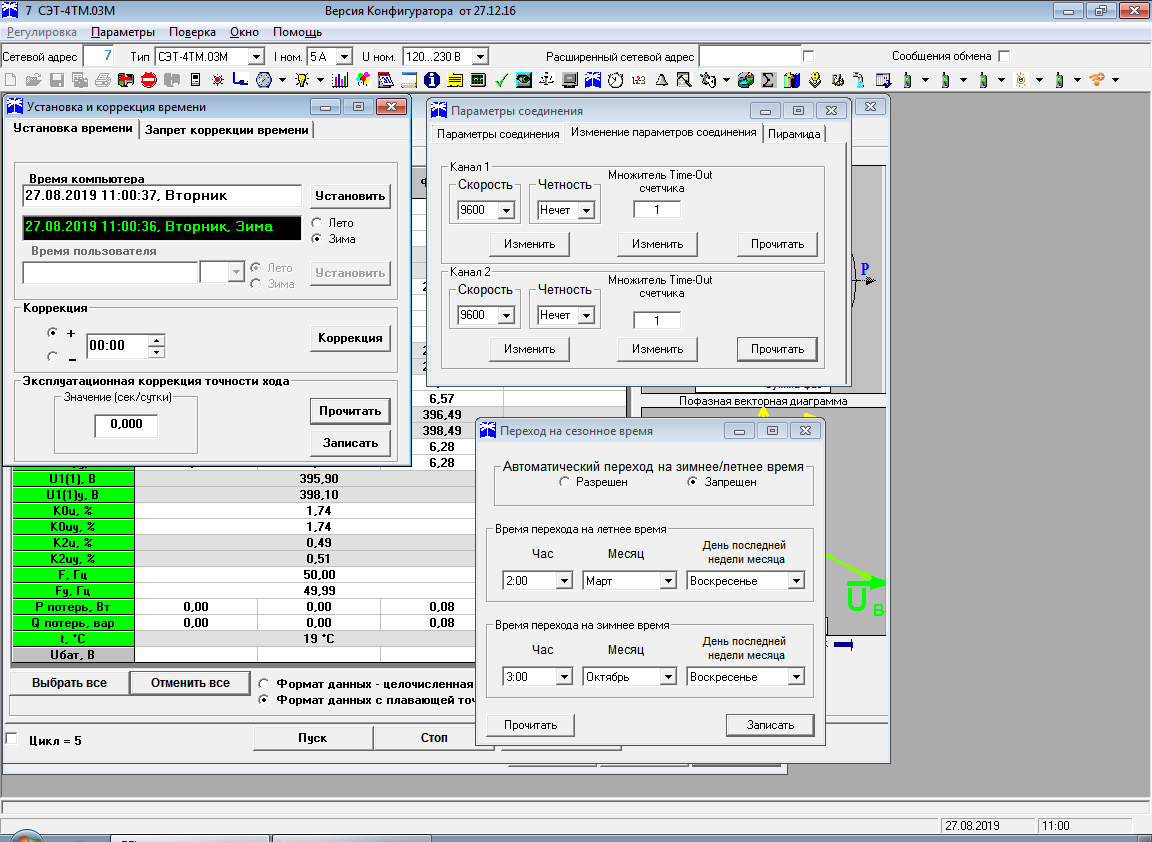 7 СЭТ-4ТМ.03М
Версия Конфигуратора от 27.12.16
Регулировка Параметры Поверка Окно Помощь
Сетевой адрес 7 Тип СЭТ-4ТМ.03М I ном. 5 А U ном. 120...230 В Расширенный сетевой адрес Сообщения обмена
Установка и коррекция времени
Установка времени Запрет коррекции времени
Время компьютера
27.08.2019 11:00:37, Вторник Установить
27.08.2019 11:00:36, Вторник, Зима
Лето
Зима
Время пользователя
Лето
Зима
Установить
Коррекция
+
–
00:00
Коррекция
Эксплуатационная коррекция точности хода
Значение (сек/сутки)
0,000
Прочитать
Записать
Параметры соединения
Параметры соединения Изменение параметров соединения Пирамида
Канал 1
Скорость Четность Множитель Time-Out
счетчика
9600 Нечет 1
Изменить Изменить Прочитать
Канал 2
Скорость Четность Множитель Time-Out
счетчика
9600 Нечет 1
Изменить Изменить Прочитать
P
6,57
396,49
398,49
6,28
6,28
Пофазная векторная диаграмма
U1(1), В 395,90
U1(1)у, В 398,10
K0u, % 1,74
K0uy, % 1,74
K2u, % 0,49
K2uy, % 0,51
F, Гц 50,00
Fy, Гц 49,99
P потерь, Вт 0,00 0,00 0,08
Q потерь, вар 0,00 0,00 0,08
t, °C 19 °C
Uбат, В
U B
Выбрать все Отменить все
Формат данных - целочисленная
Формат данных с плавающей точ
Цикл = 5 Пуск Стоп
Переход на сезонное время
Автоматический переход на зимнее/летнее время
Разрешен Запрещен
Время перехода на летнее время
Час Месяц День последней
недели месяца
2:00 Март Воскресенье
Время перехода на зимнее время
Час Месяц День последней
недели месяца
3:00 Октябрь Воскресенье
Прочитать Записать
27.08.2019 11:00